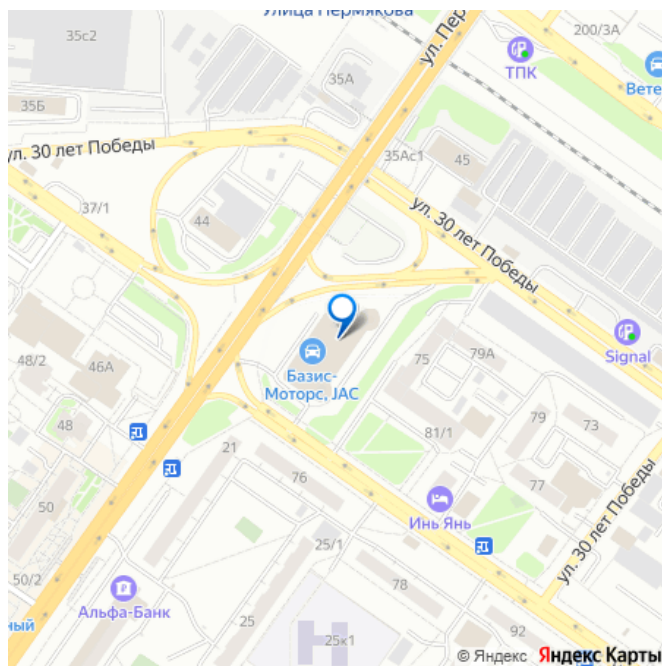 Улица Пермякова
35с2
200/3А
ул. Пер
ТПК
35А
Вете
35Б
ул. 30 лет Победы
35Ас1
45
37/1
44
ул. 30 лет Победы
Signal
48/2
46А
Базис-
Моторс, JAC
75
79А
48
21
81/1
79
73
76
77
50
Инь Янь
ул. 30 лет Победы
25/1
50/2
Альфа-Банк
25
78
ный
25к1
92
© Яндекс Яндекс Карты